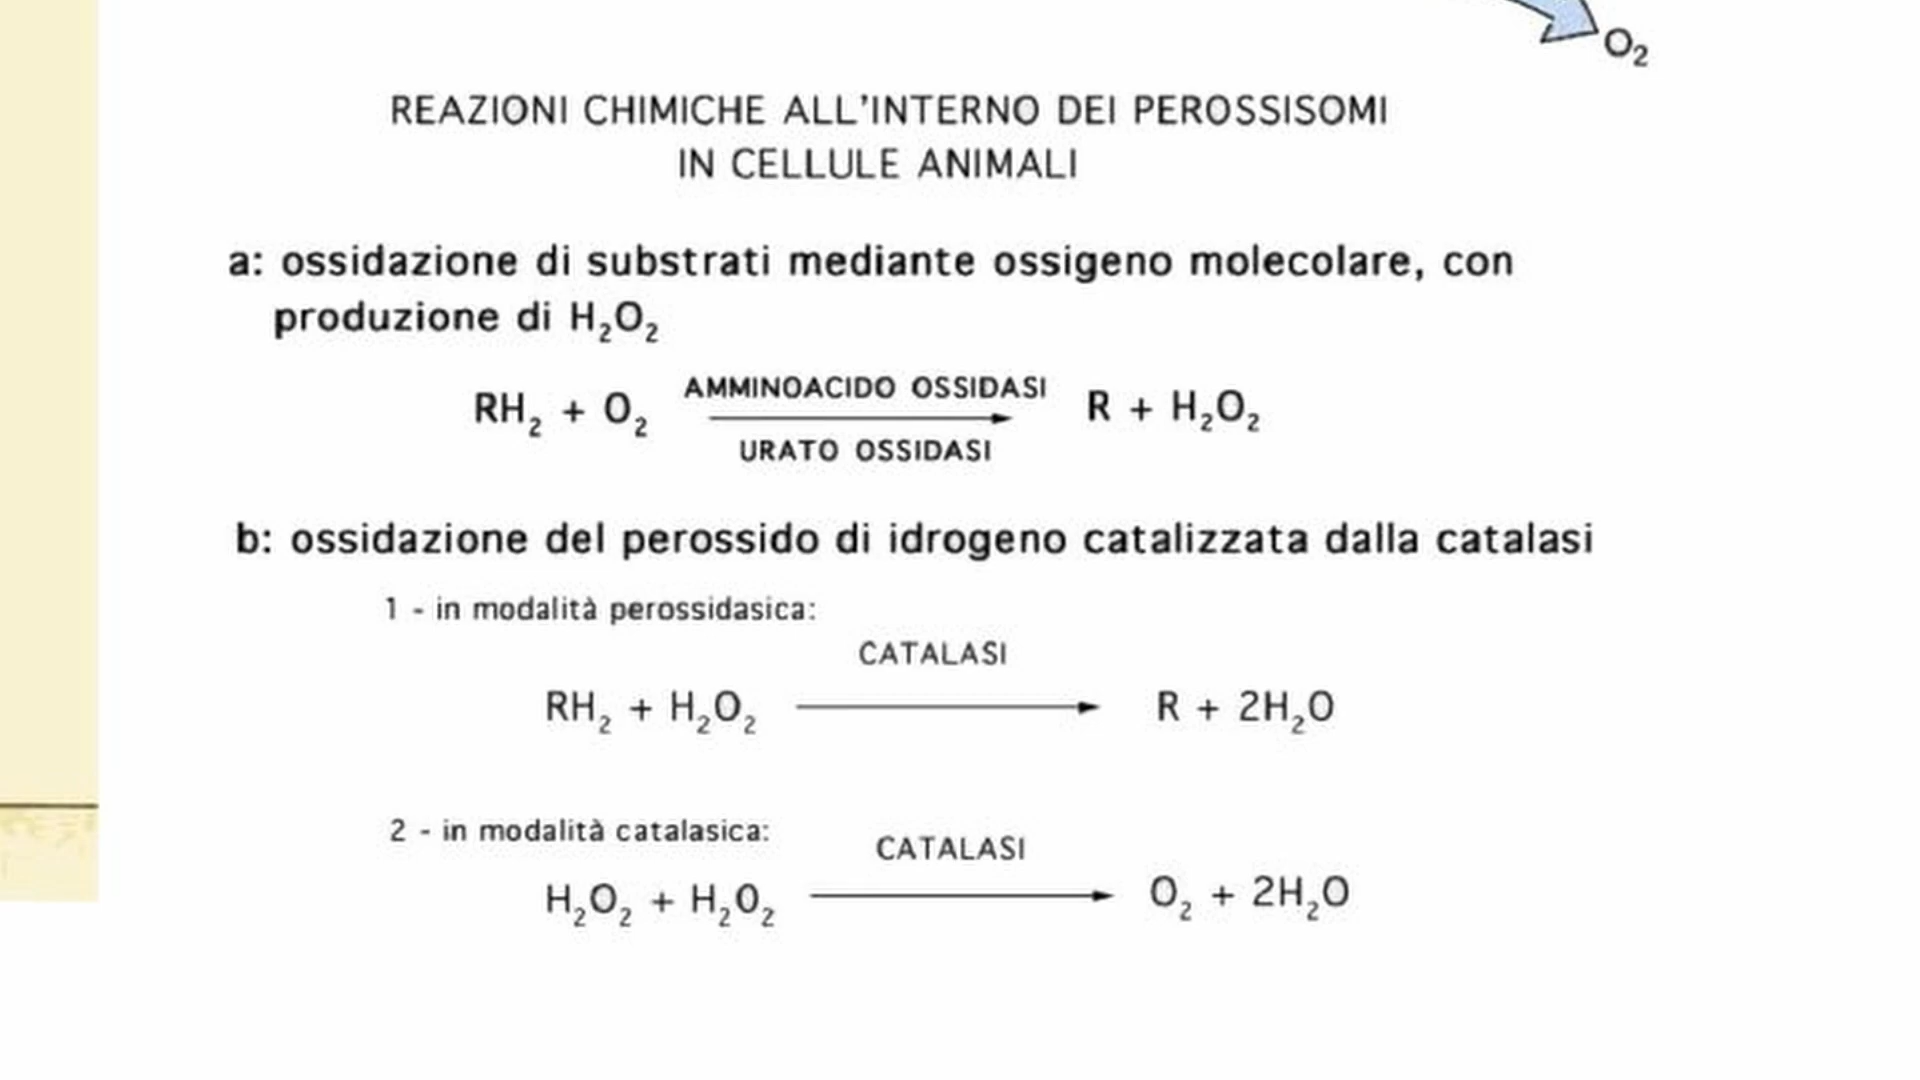 O₂
REAZIONI CHIMICHE ALL'INTERNO DEI PEROSSISOMI
IN CELLULE ANIMALI
a: ossidazione di substrati mediante ossigeno molecolare, con
produzione di H₂O₂
AMMINOACIDO OSSIDASI
RH₂ + O₂ → R + H₂O₂
URATO OSSIDASI
b: ossidazione del perossido di idrogeno catalizzata dalla catalasi
1 - in modalità perossidasica:
CATALASI
RH₂ + H₂O₂ → R + 2H₂O
2 - in modalità catalasica:
CATALASI
H₂O₂ + H₂O₂ → O₂ + 2H₂O